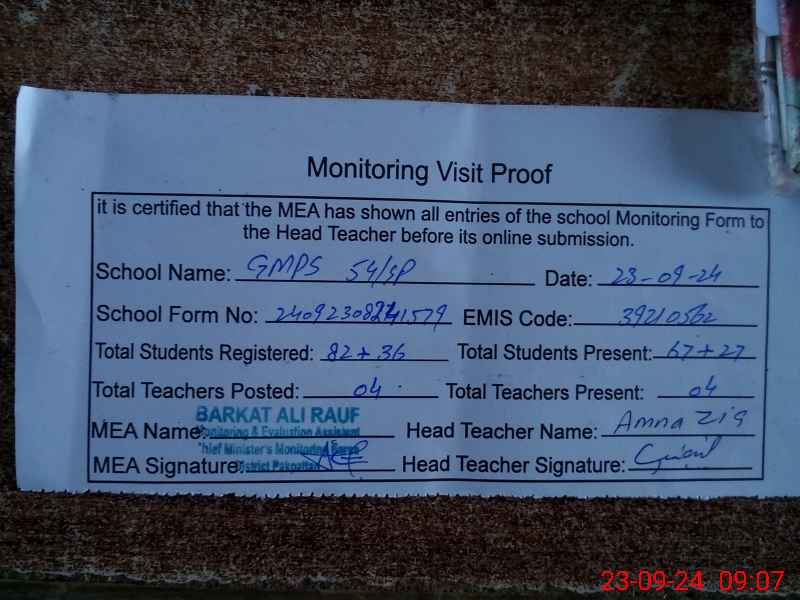 Monitoring Visit Proof
it is certified that the MEA has shown all entries of the school Monitoring Form to
the Head Teacher before its online submission.
School Name: GMPS 54/SP Date: 23-09-24
School Form No: EMIS Code: 39210562
Total Students Registered: 82+36 Total Students Present: 67+27
Total Teachers Posted: 04 Total Teachers Present: 04
BARKAT ALI RAUF
MEA Name Monitoring & Evaluation Assistant Head Teacher Name: Amna Zia
Chief Minister's Monitoring
MEA Signature District Pakpattan Head Teacher Signature:
23-09-24 09:07